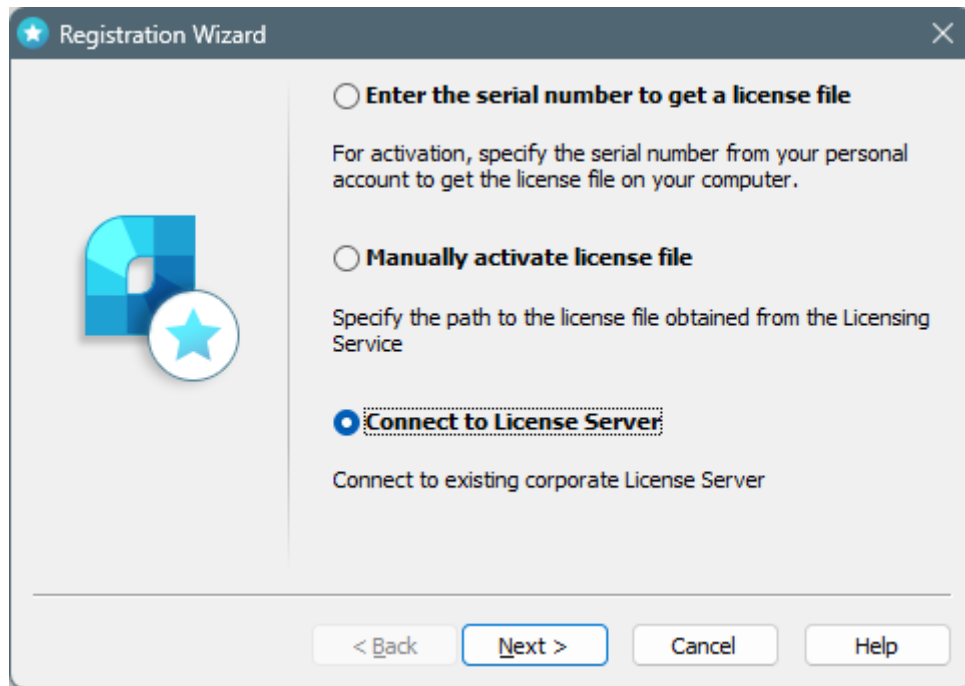 Registration Wizard
Enter the serial number to get a license file
For activation, specify the serial number from your personal
account to get the license file on your computer.
Manually activate license file
Specify the path to the license file obtained from the Licensing
Service
Connect to License Server
Connect to existing corporate License Server
< Back
Next >
Cancel
Help